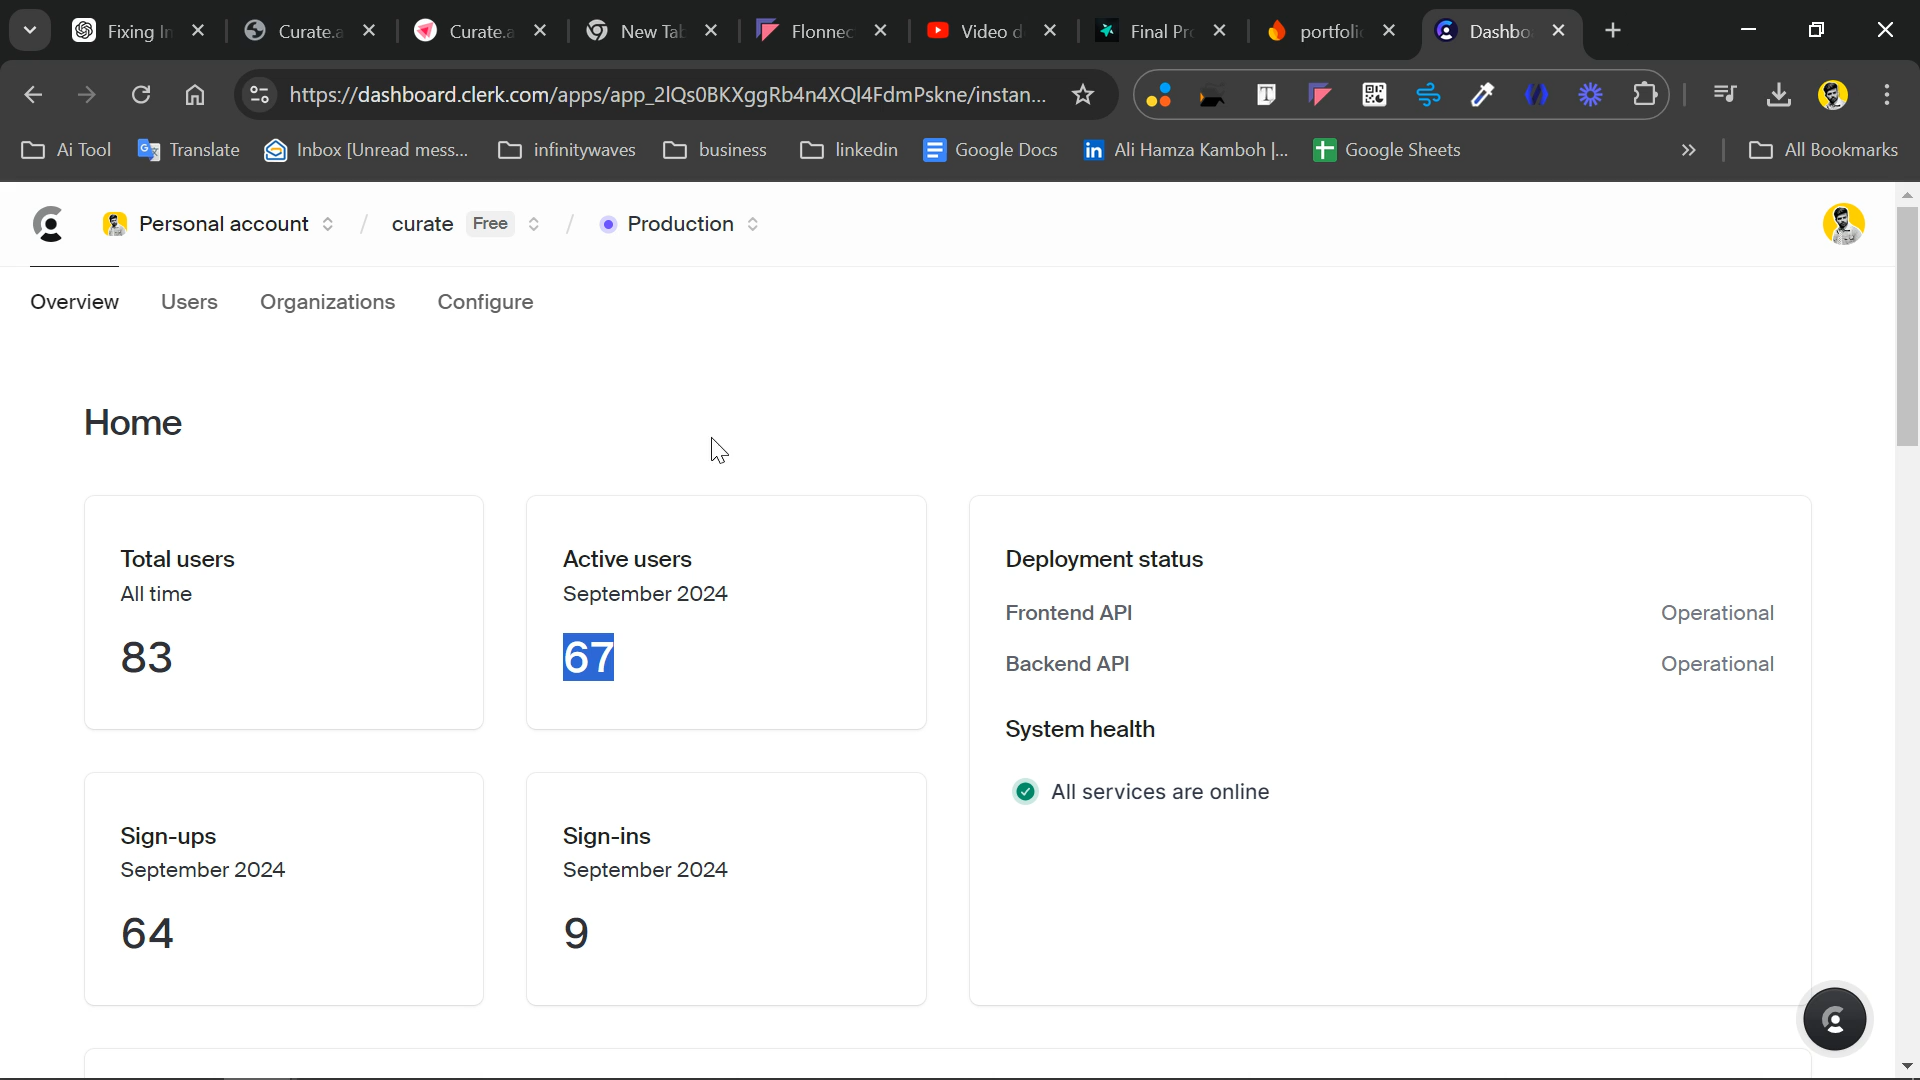 Fixing In
Curate.a
Curate.a
New Tab
Flonnec
Video d
Final Pr
portfoli
Dashbo
https://dashboard.clerk.com/apps/app_2lQs0BKXggRb4n4XQl4FdmPskne/instan...
Ai Tool
Translate
Inbox [Unread mess...
infinitywaves
business
linkedin
Google Docs
Ali Hamza Kamboh |...
Google Sheets
All Bookmarks
Personal account / curate Free / Production
Overview Users Organizations Configure
Home
Total users
All time
83
Active users
September 2024
67
Deployment status
Frontend API Operational
Backend API Operational
System health
All services are online
Sign-ups
September 2024
64
Sign-ins
September 2024
9